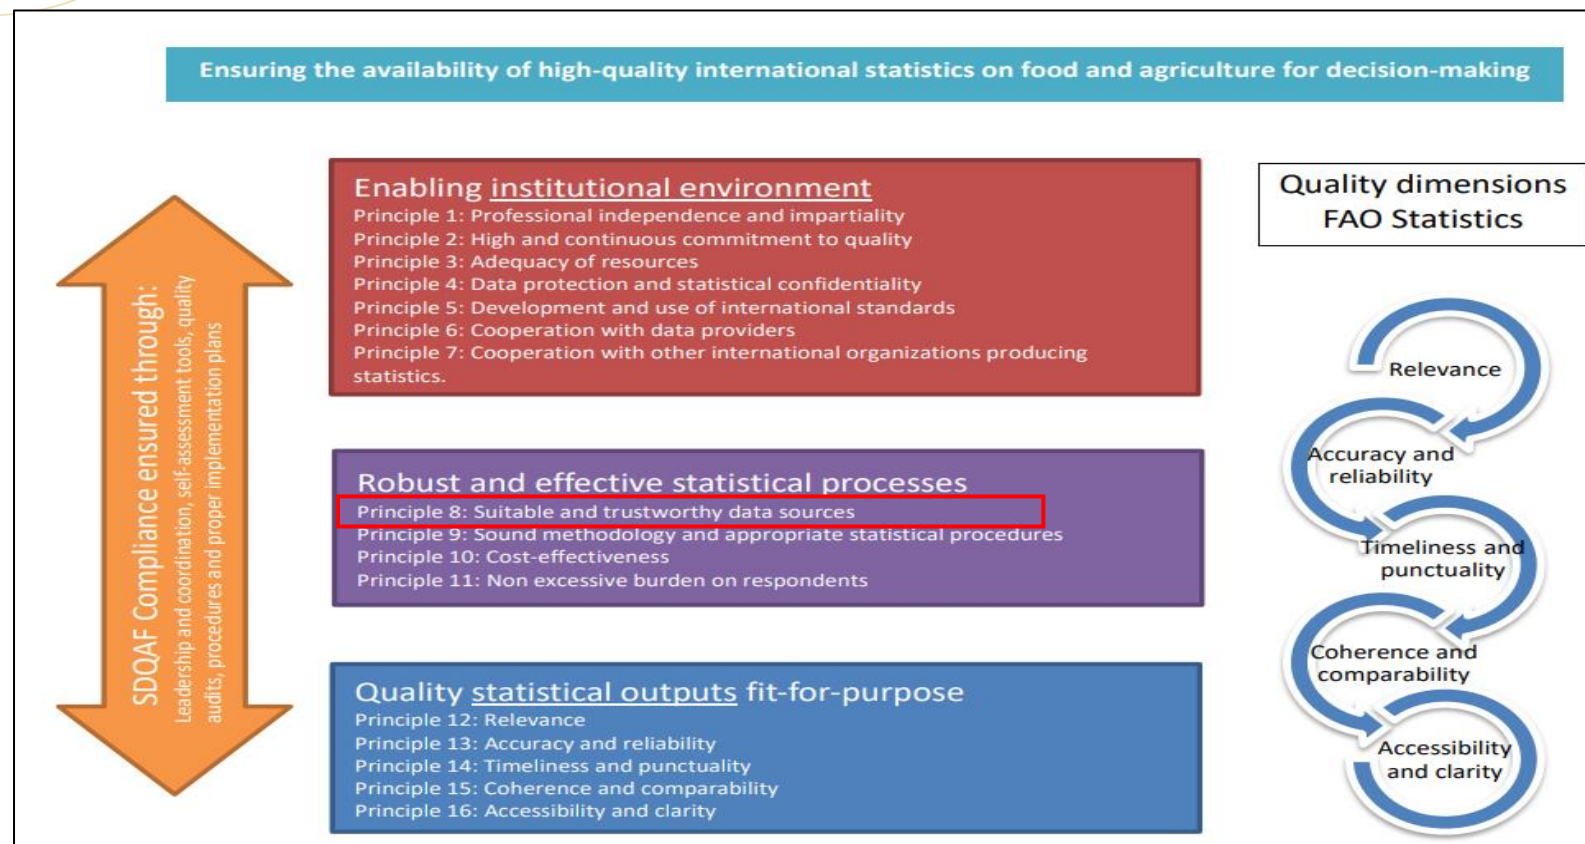 Ensuring the availability of high-quality international statistics on food and agriculture for decision-making
SDQAF Compliance ensured through:
Leadership and coordination, self-assessment tools, quality
audits, procedures and proper implementation plans
Enabling institutional environment
Principle 1: Professional independence and impartiality
Principle 2: High and continuous commitment to quality
Principle 3: Adequacy of resources
Principle 4: Data protection and statistical confidentiality
Principle 5: Development and use of international standards
Principle 6: Cooperation with data providers
Principle 7: Cooperation with other international organizations producing
statistics.
Robust and effective statistical processes
Principle 8: Suitable and trustworthy data sources
Principle 9: Sound methodology and appropriate statistical procedures
Principle 10: Cost-effectiveness
Principle 11: Non excessive burden on respondents
Quality statistical outputs fit-for-purpose
Principle 12: Relevance
Principle 13: Accuracy and reliability
Principle 14: Timeliness and punctuality
Principle 15: Coherence and comparability
Principle 16: Accessibility and clarity
Quality dimensions
FAO Statistics
Relevance
Accuracy and
reliability
Timeliness and
punctuality
Coherence and
comparability
Accessibility
and clarity